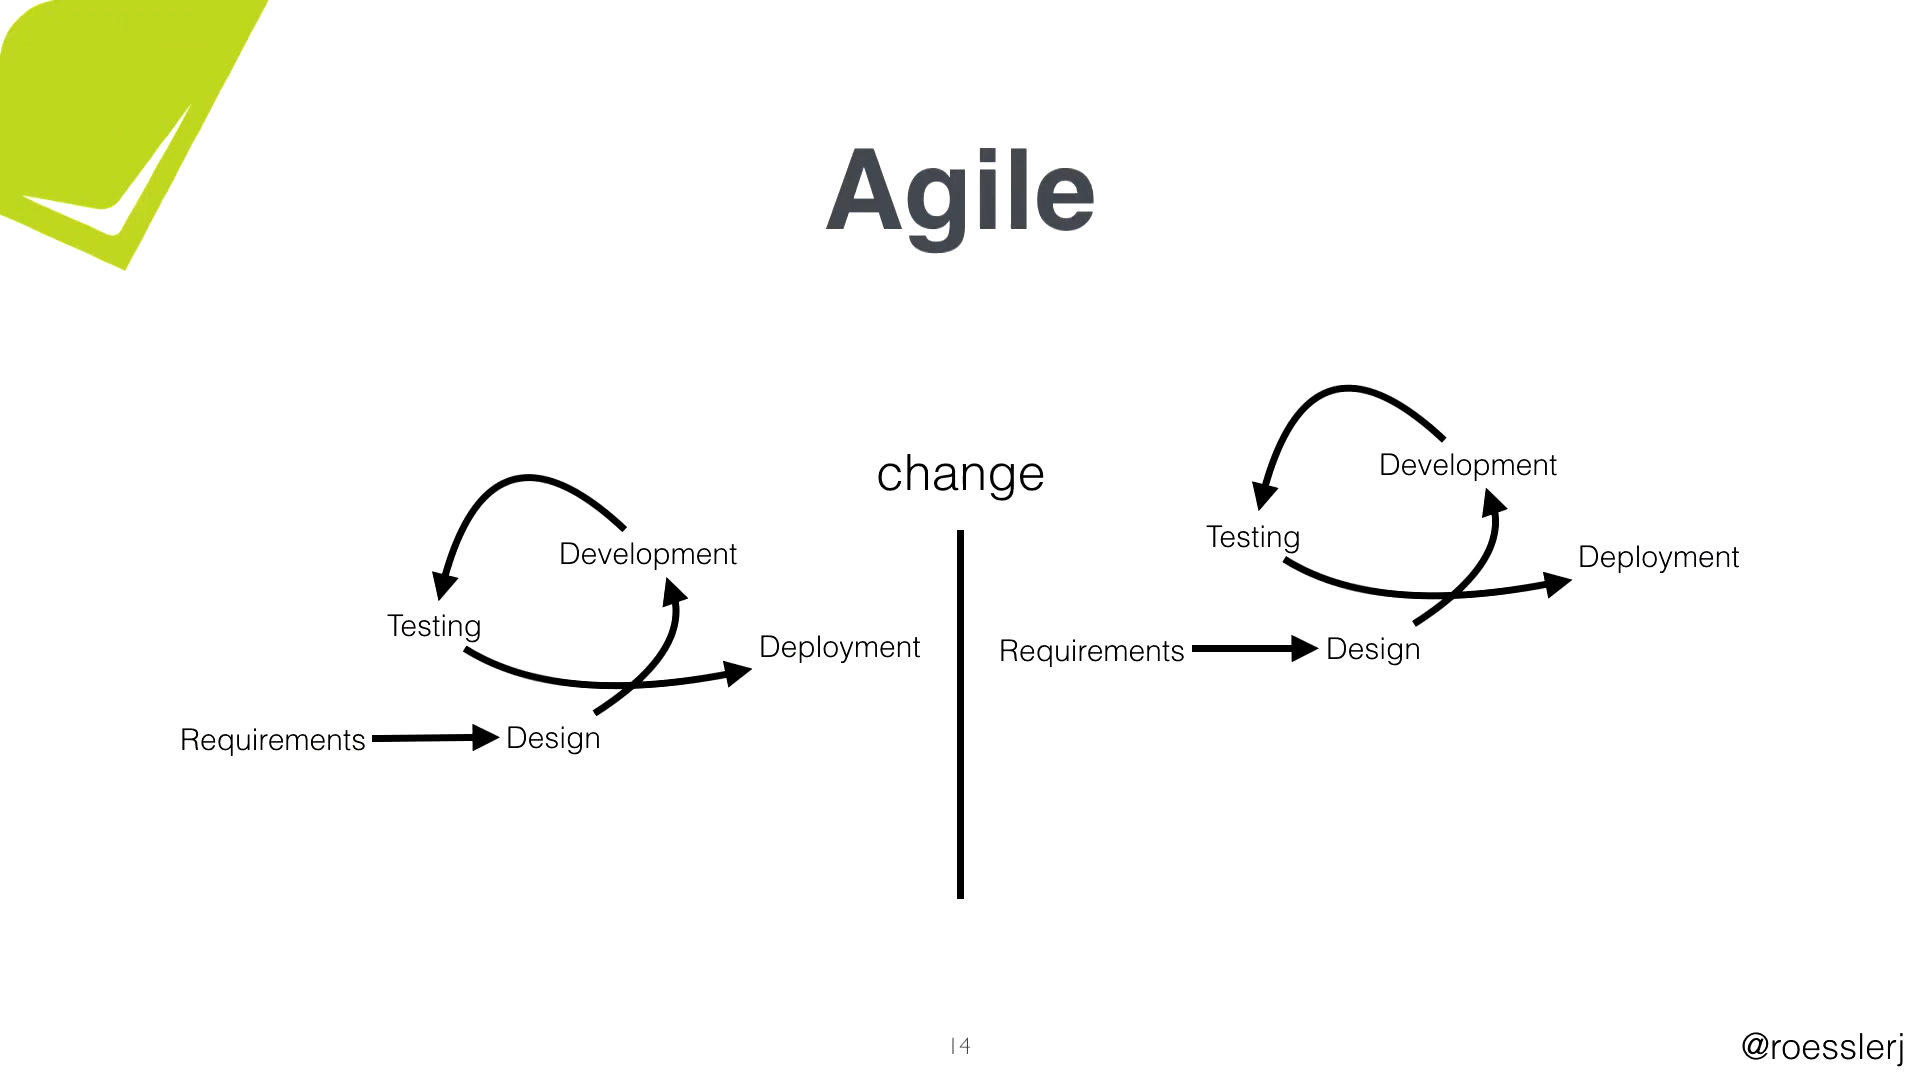 Agile
change
Development
Testing
Deployment
Requirements
Design
Development
Testing
Deployment
Requirements
Design
14
@roesslerj